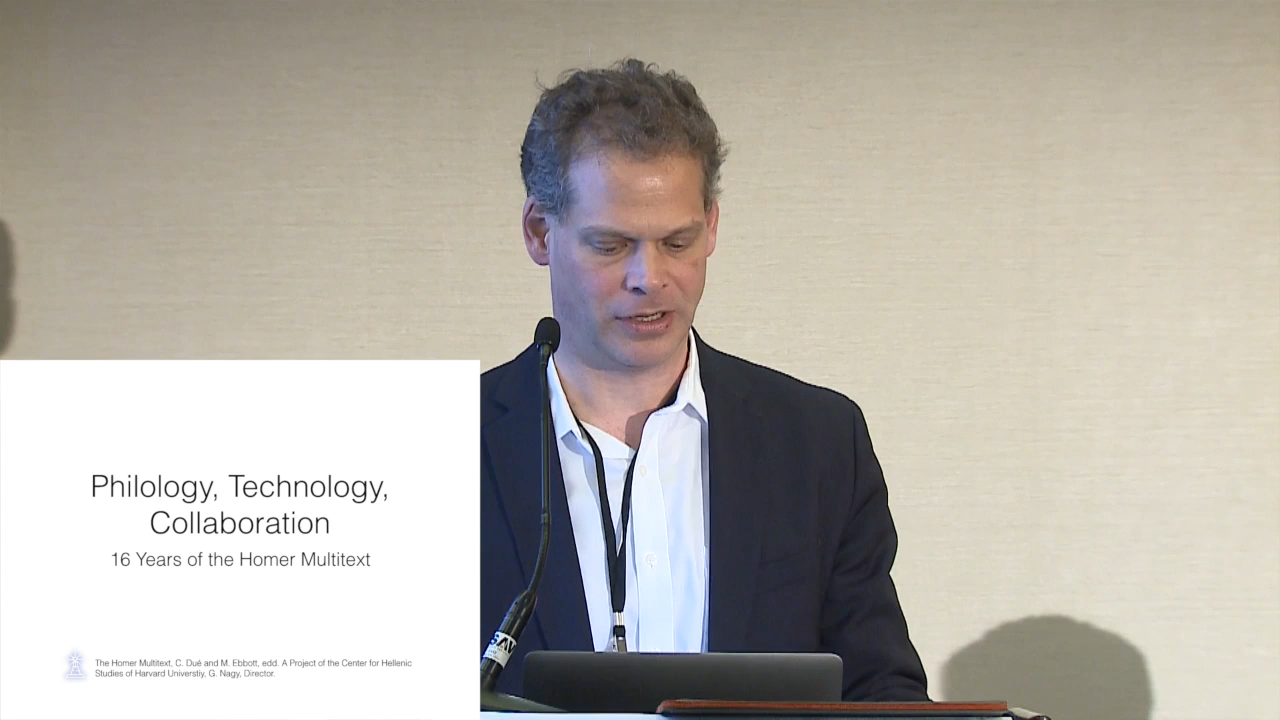 Philology, Technology,
Collaboration
16 Years of the Homer Multitext
The Homer Multitext, C. Dué and M. Ebbott, edd. A Project of the Center for Hellenic
Studies of Harvard Universtiy, G. Nagy, Director.